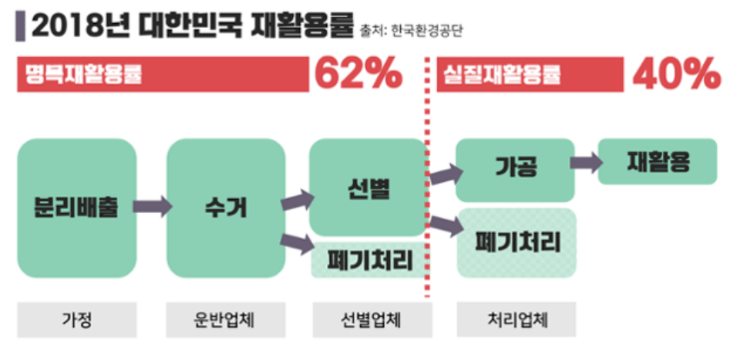 2018년 대한민국 재활용률 출처: 한국환경공단
명목재활용률 62% 실질재활용률 40%
분리배출 수거 선별 가공 재활용
폐기처리 폐기처리
가정 운반업체 선별업체 처리업체